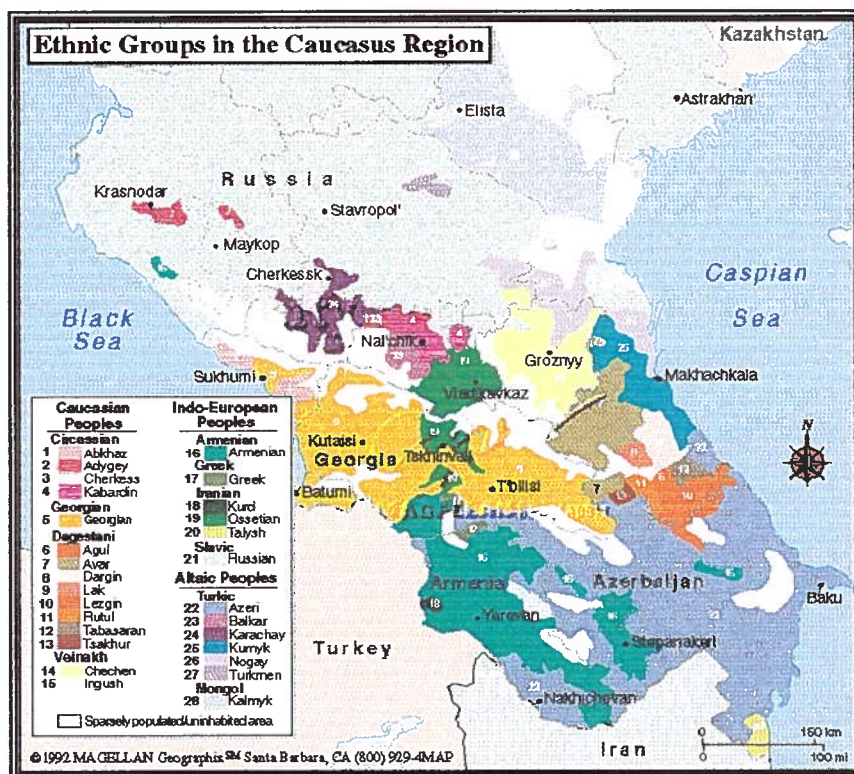 Ethnic Groups in the Caucasus Region
Kazakhstan
Astrakhan'
Elista
Russia
Krasnodar
Stavropol'
Maykop
Cherkessk
Caspian
Sea
Black
Sea
Nal'chik
Groznyy
Vladikavkaz
Makhachkala
Sukhumi
Kutaisi
Georgia
Tskhinvali
Batumi
T'bilisi
Armenia
Azerbaijan
Baku
Yerevan
Stepanakert
Turkey
Nakhichevan
Iran
N
Caucasian
Peoples
Circassian
1 Abkhaz
2 Adygey
3 Cherkess
4 Kabardin
Georgian
5 Georgian
Dagestani
6 Agul
7 Avar
8 Dargin
9 Lak
10 Lezgin
11 Rutul
12 Tabasaran
13 Tsakhur
Veinakh
14 Chechen
15 Ingush
Indo-European
Peoples
Armenian
16 Armenian
Greek
17 Greek
Iranian
18 Kurd
19 Ossetian
20 Talysh
Slavic
21 Russian
Altaic Peoples
Turkic
22 Azeri
23 Balkar
24 Karachay
25 Kumyk
26 Nogay
27 Turkmen
Mongol
28 Kalmyk
Sparsely populated/uninhabited area
0 150 km
0 100 mi
©1992 MAGELLAN Geographix℠ Santa Barbara, CA (800) 929-4MAP